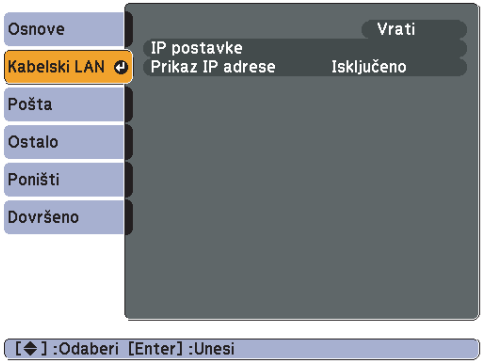 Osnove
Kabelski LAN
Pošta
Ostalo
Poništi
Dovršeno
Vrati
IP postavke
Prikaz IP adrese Isključeno
[ ] :Odaberi [Enter] :Unesi